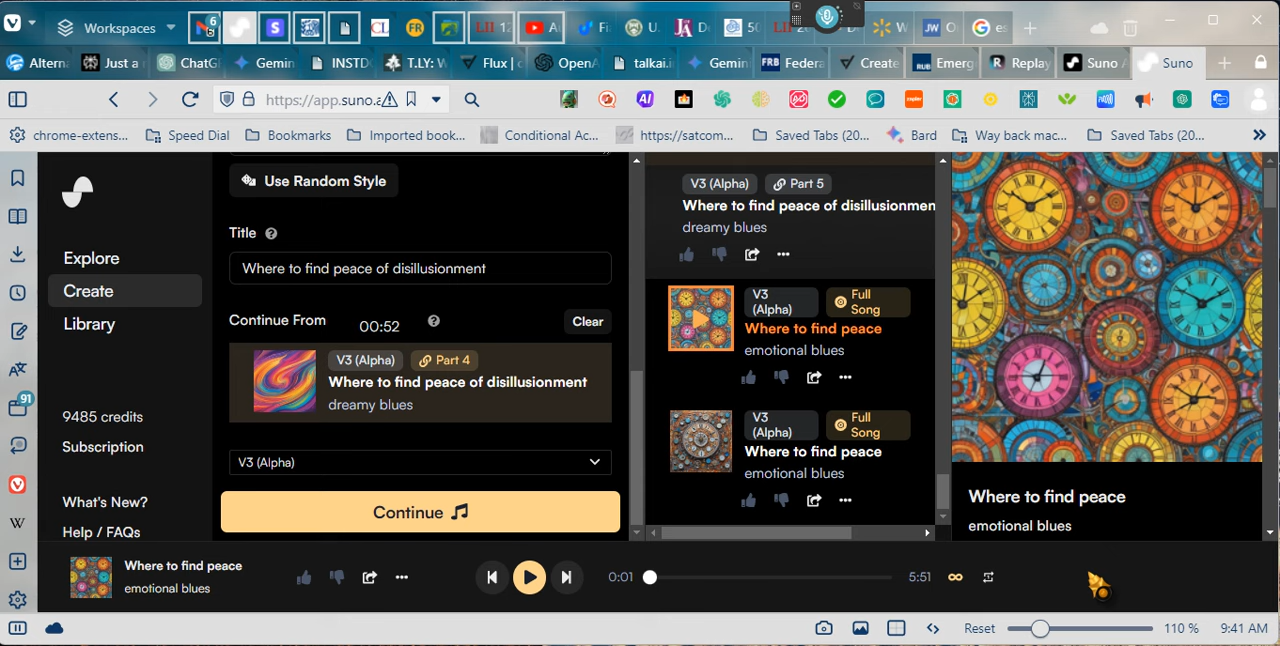 Workspaces
CL
FR
Altern
Just a
ChatG
Gemin
INSTD
T.LY: W
Flux | c
OpenA
talkai.i
Gemin
FRB Federa
Create
RUB Emerg
Replay
Suno A
Suno
https://app.suno.a
chrome-extens...
Speed Dial
Bookmarks
Imported book...
Conditional Ac...
https://satcom...
Saved Tabs (20...
Bard
Way back mac...
Saved Tabs (20...
91
Explore
Create
Library
9485 credits
Subscription
What's New?
Help / FAQs
Use Random Style
Title
Where to find peace of disillusionment
Continue From
00:52
Clear
V3 (Alpha)
Part 4
Where to find peace of disillusionment
dreamy blues
V3 (Alpha)
Continue
V3 (Alpha)
Part 5
Where to find peace of disillusionmen
dreamy blues
V3
(Alpha)
Full
Song
Where to find peace
emotional blues
V3
(Alpha)
Full
Song
Where to find peace
emotional blues
Where to find peace
emotional blues
Where to find peace
emotional blues
0:01
5:51
Reset
110 %
9:41 AM